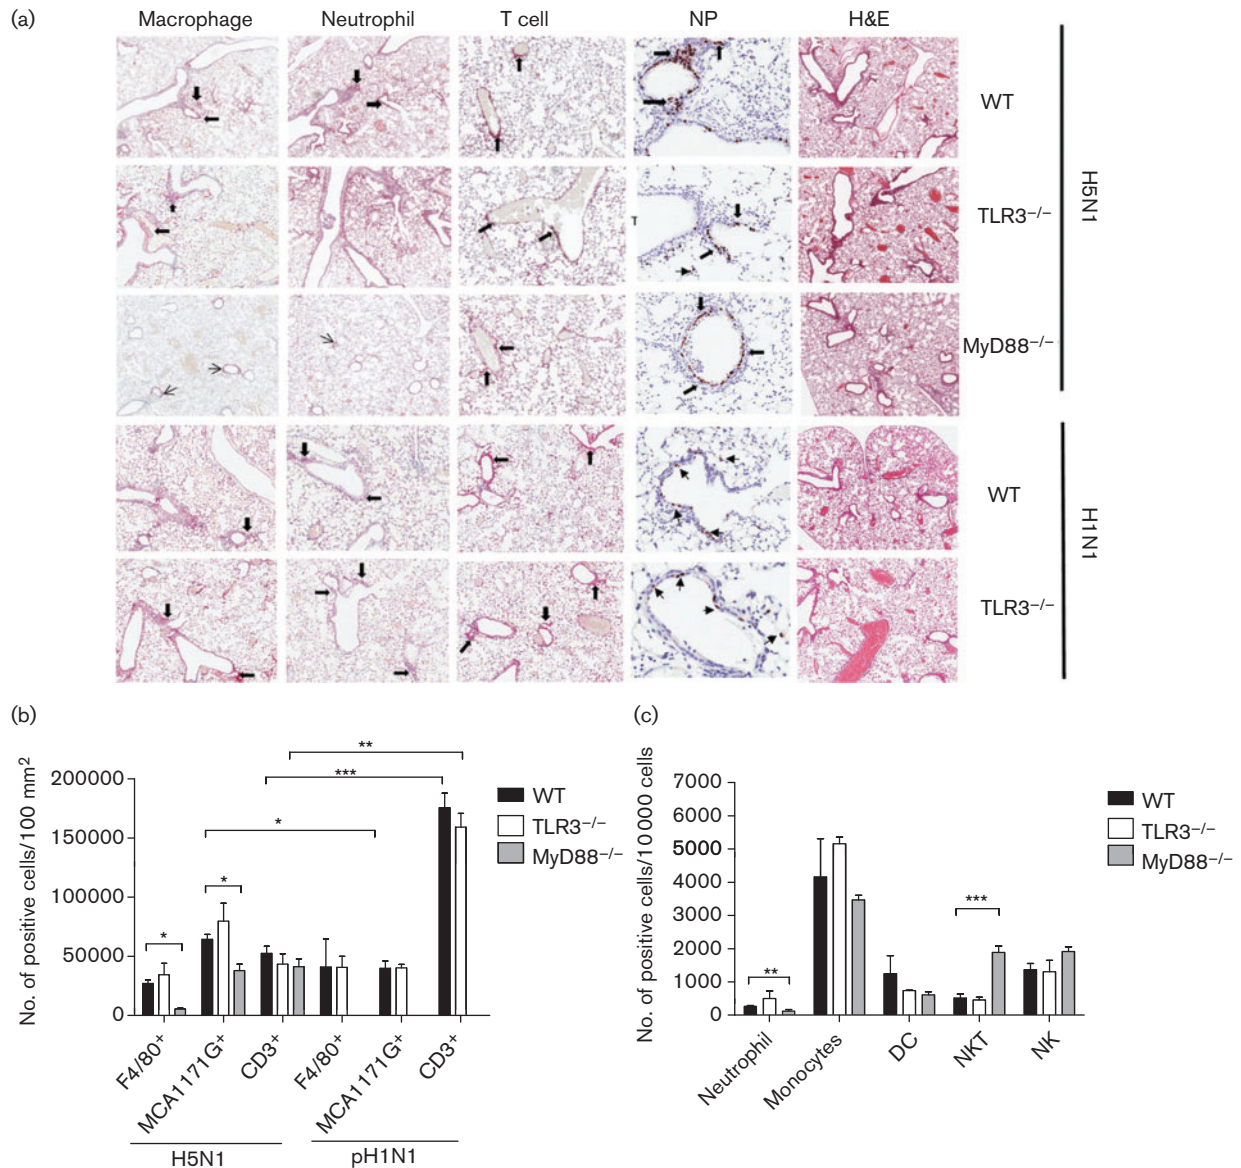 (a)
Macrophage Neutrophil T cell NP H&E
WT
TLR3−/−
T
MyD88−/−
H5N1
WT
TLR3−/−
H1N1
(b)
No. of positive cells/100 mm²
200000
150000
100000
50000
0
*
*
*
***
**
WT
TLR3−/−
MyD88−/−
F4/80+
MCA1171G+
CD3+
F4/80+
MCA1171G+
CD3+
H5N1
pH1N1
(c)
No. of positive cells/10 000 cells
7000
6000
5000
4000
3000
2000
1000
0
**
***
WT
TLR3−/−
MyD88−/−
Neutrophil
Monocytes
DC
NKT
NK